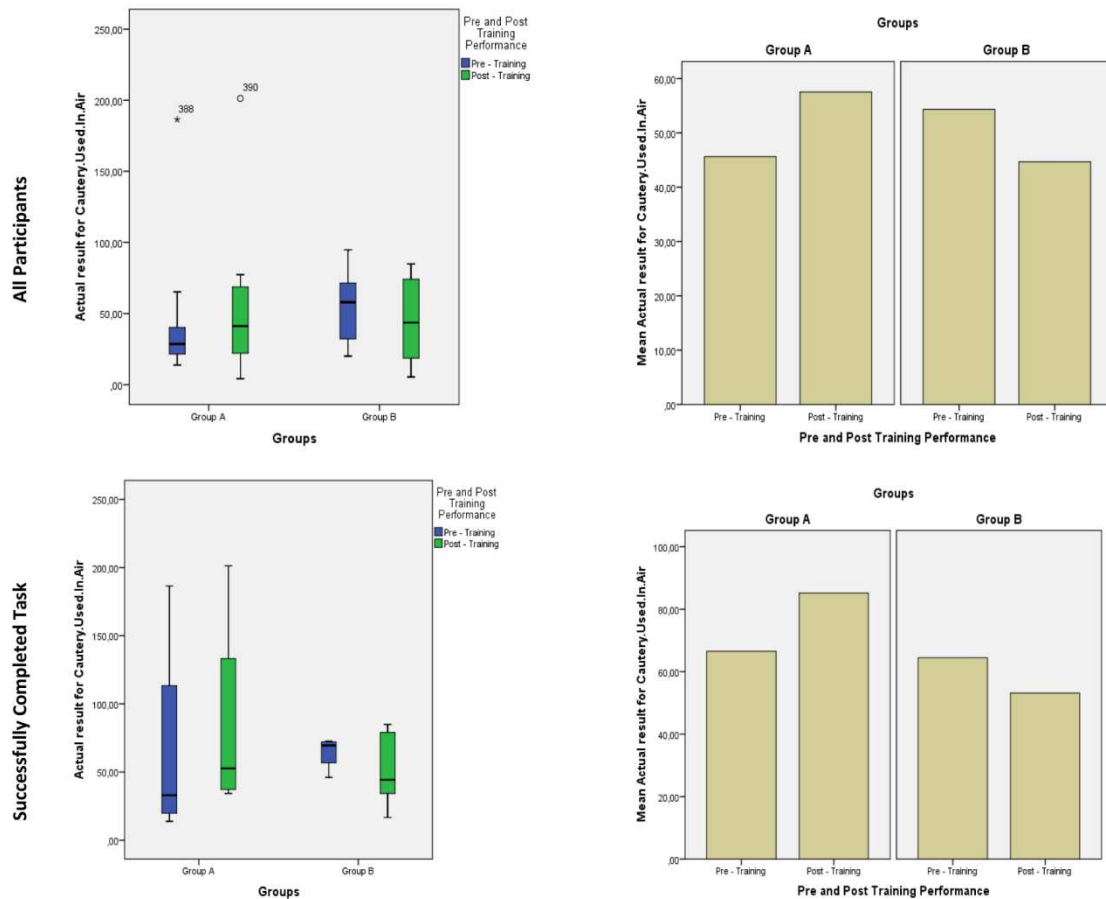 All Participants
Actual result for Cautery.Used.In.Air
250,00
200,00
150,00
100,00
50,00
,00
388
390
Group A
Group B
Groups
Pre and Post
Training
Performance
Pre - Training
Post - Training
Groups
Group A
Group B
Mean Actual result for Cautery.Used.In.Air
60,00
50,00
40,00
30,00
20,00
10,00
,00
Pre - Training
Post - Training
Pre - Training
Post - Training
Pre and Post Training Performance
Successfully Completed Task
Actual result for Cautery.Used.In.Air
250,00
200,00
150,00
100,00
50,00
,00
Group A
Group B
Groups
Pre and Post
Training
Performance
Pre - Training
Post - Training
Groups
Group A
Group B
Mean Actual result for Cautery.Used.In.Air
100,00
80,00
60,00
40,00
20,00
,00
Pre - Training
Post - Training
Pre - Training
Post - Training
Pre and Post Training Performance